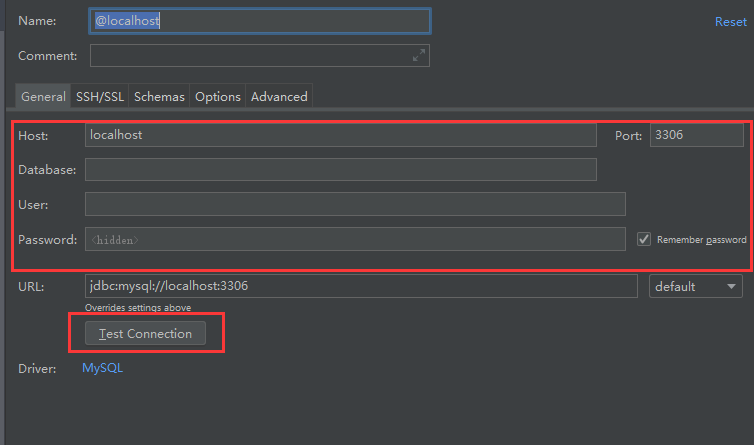 Name: @localhost Reset
Comment:
General SSH/SSL Schemas Options Advanced
Host: localhost Port: 3306
Database:
User:
Password: <hidden> Remember password
URL: jdbc:mysql://localhost:3306 default
Overrides settings above
Test Connection
Driver: MySQL